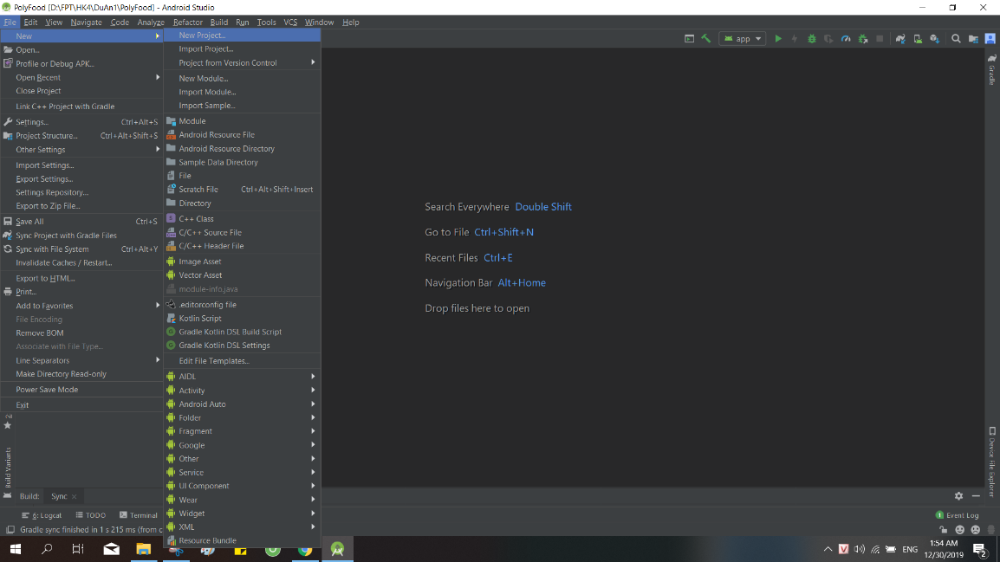 PolyFood [D:\FPT\HK4\DuAn1\PolyFood] - Android Studio
File Edit View Navigate Code Analyze Refactor Build Run Tools VCS Window Help
New
Open...
Profile or Debug APK...
Open Recent
Close Project
Link C++ Project with Gradle
Settings... Ctrl+Alt+S
Project Structure... Ctrl+Alt+Shift+S
Other Settings
Import Settings...
Export Settings...
Settings Repository...
Export to Zip File...
Save All Ctrl+S
Sync Project with Gradle Files
Sync with File System Ctrl+Alt+Y
Invalidate Caches / Restart...
Export to HTML...
Print...
Add to Favorites
File Encoding
Remove BOM
Associate with File Type...
Line Separators
Make Directory Read-only
Power Save Mode
Exit
New Project...
Import Project...
Project from Version Control
New Module...
Import Module...
Import Sample...
Module
Android Resource File
Android Resource Directory
Sample Data Directory
File
Scratch File Ctrl+Alt+Shift+Insert
Directory
C++ Class
C/C++ Source File
C/C++ Header File
Image Asset
Vector Asset
module-info.java
.editorconfig file
Kotlin Script
Gradle Kotlin DSL Build Script
Gradle Kotlin DSL Settings
Edit File Templates...
AIDL
Activity
Android Auto
Folder
Fragment
Google
Other
Service
UI Component
Wear
Widget
XML
Resource Bundle
app
Search Everywhere Double Shift
Go to File Ctrl+Shift+N
Recent Files Ctrl+E
Navigation Bar Alt+Home
Drop files here to open
Gradle
Device File Explorer
Build Variants
Build: Sync
6: Logcat TODO Terminal
1 Event Log
Gradle sync finished in 1 s 215 ms (from c
ENG
1:54 AM
12/30/2019
2